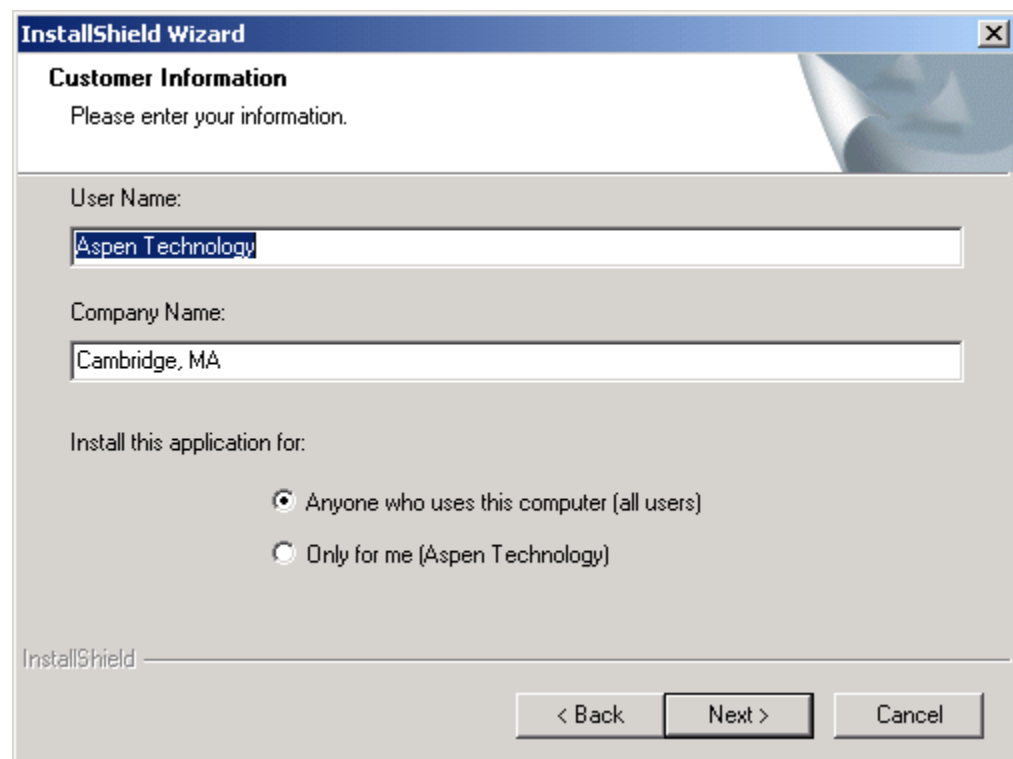 InstallShield Wizard
Customer Information
Please enter your information.
User Name:
Aspen Technology
Company Name:
Cambridge, MA
Install this application for:
Anyone who uses this computer (all users)
Only for me (Aspen Technology)
InstallShield
< Back Next > Cancel